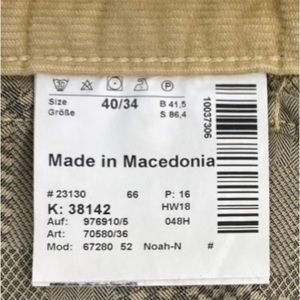 Size 40/34 B 41,5
Größe S 86,4
Made in Macedonia
# 23130 66 P: 16
K: 38142 HW18
Auf: 976910/5 048H
Art: 70580/36
Mod: 67280 52 Noah-N #
10037306